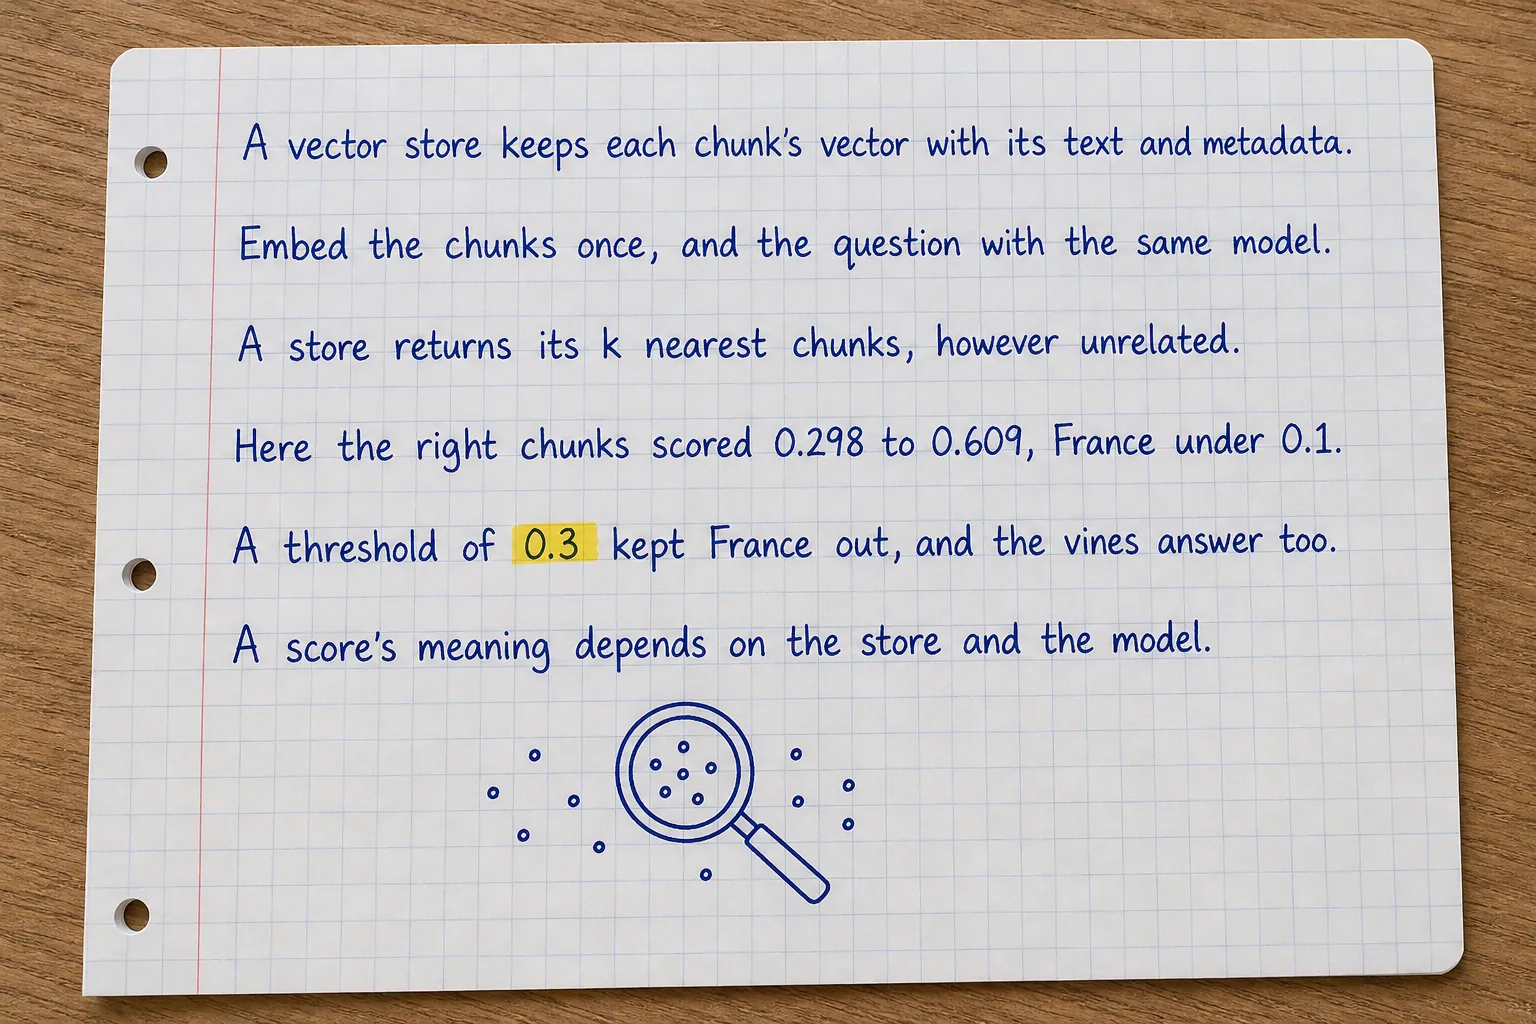 A vector store keeps each chunk's vector with its text and metadata.
Embed the chunks once, and the question with the same model.
A store returns its k nearest chunks, however unrelated.
Here the right chunks scored 0.298 to 0.609, France under 0.1.
A threshold of 0.3 kept France out, and the vines answer too.
A score's meaning depends on the store and the model.